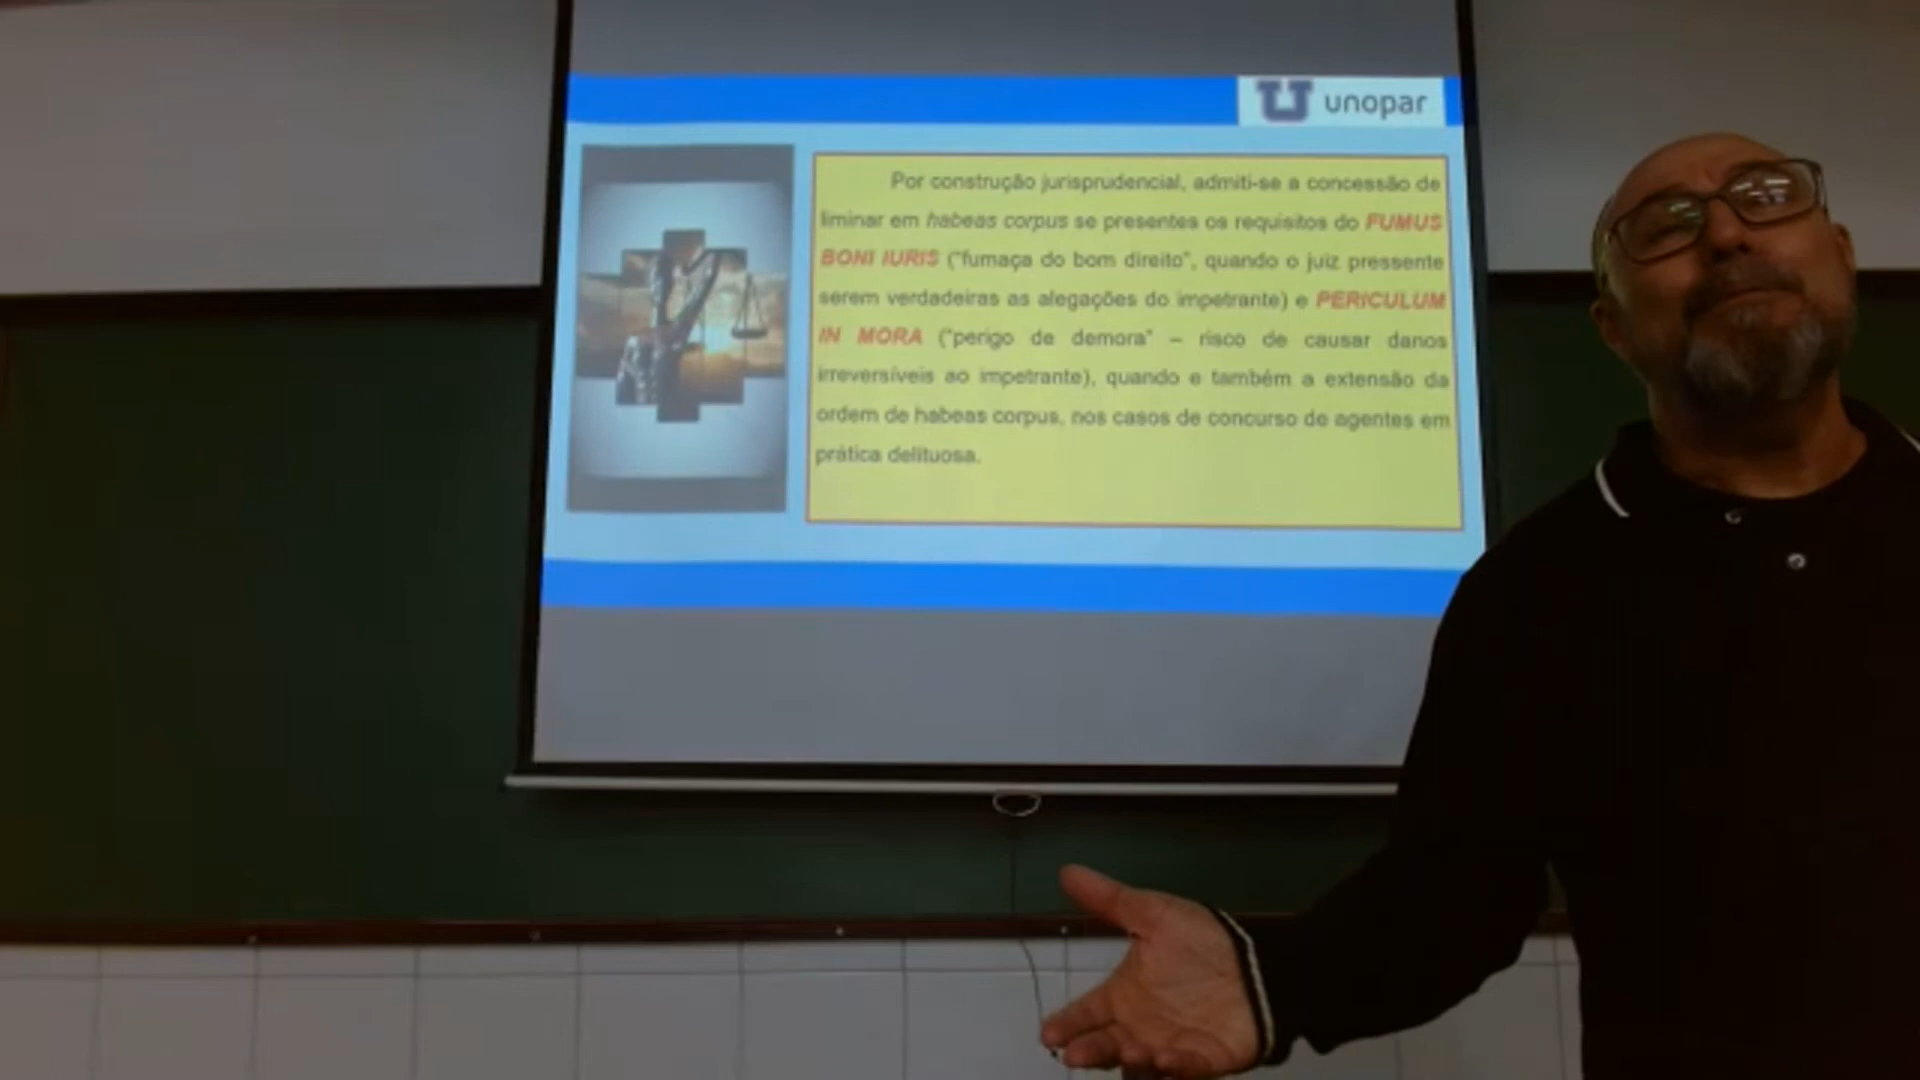 unopar
Por construção jurisprudencial, admiti-se a concessão de
liminar em habeas corpus se presentes os requisitos do FUMUS
BONI IURIS ("fumaça do bom direito", quando o juiz pressente
serem verdadeiras as alegações do impetrante) e PERICULUM
IN MORA ("perigo de demora" – risco de causar danos
irreversíveis ao impetrante), quando e também a extensão da
ordem de habeas corpus, nos casos de concurso de agentes em
prática delituosa.